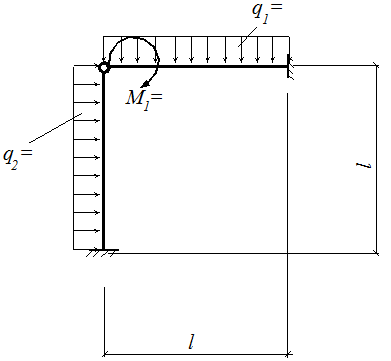 q₁=
M₁=
q₂=
l
l